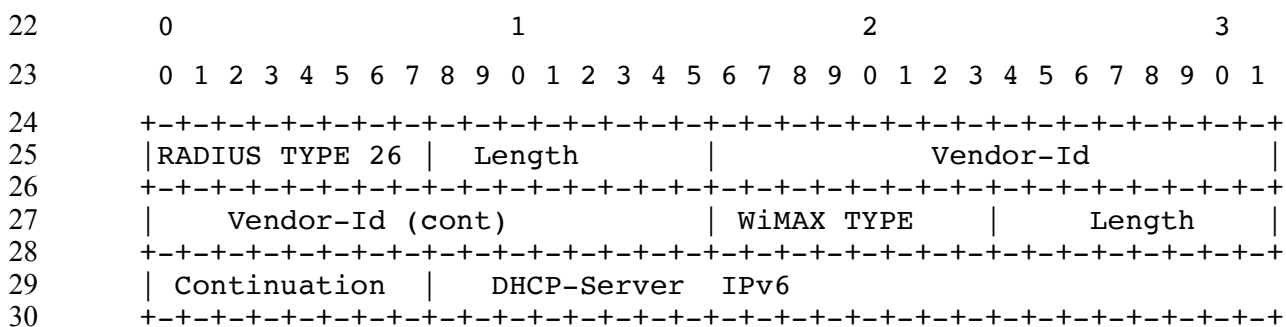 22 0 1 2 3
23 0 1 2 3 4 5 6 7 8 9 0 1 2 3 4 5 6 7 8 9 0 1 2 3 4 5 6 7 8 9 0 1
24 +-+-+-+-+-+-+-+-+-+-+-+-+-+-+-+-+-+-+-+-+-+-+-+-+-+-+-+-+-+-+-+-+
25 |RADIUS TYPE 26 | Length | Vendor-Id |
26 +-+-+-+-+-+-+-+-+-+-+-+-+-+-+-+-+-+-+-+-+-+-+-+-+-+-+-+-+-+-+-+-+
27 | Vendor-Id (cont) | WiMAX TYPE | Length |
28 +-+-+-+-+-+-+-+-+-+-+-+-+-+-+-+-+-+-+-+-+-+-+-+-+-+-+-+-+-+-+-+-+
29 | Continuation | DHCP-Server IPv6
30 +-+-+-+-+-+-+-+-+-+-+-+-+-+-+-+-+-+-+-+-+-+-+-+-+-+-+-+-+-+-+-+-+